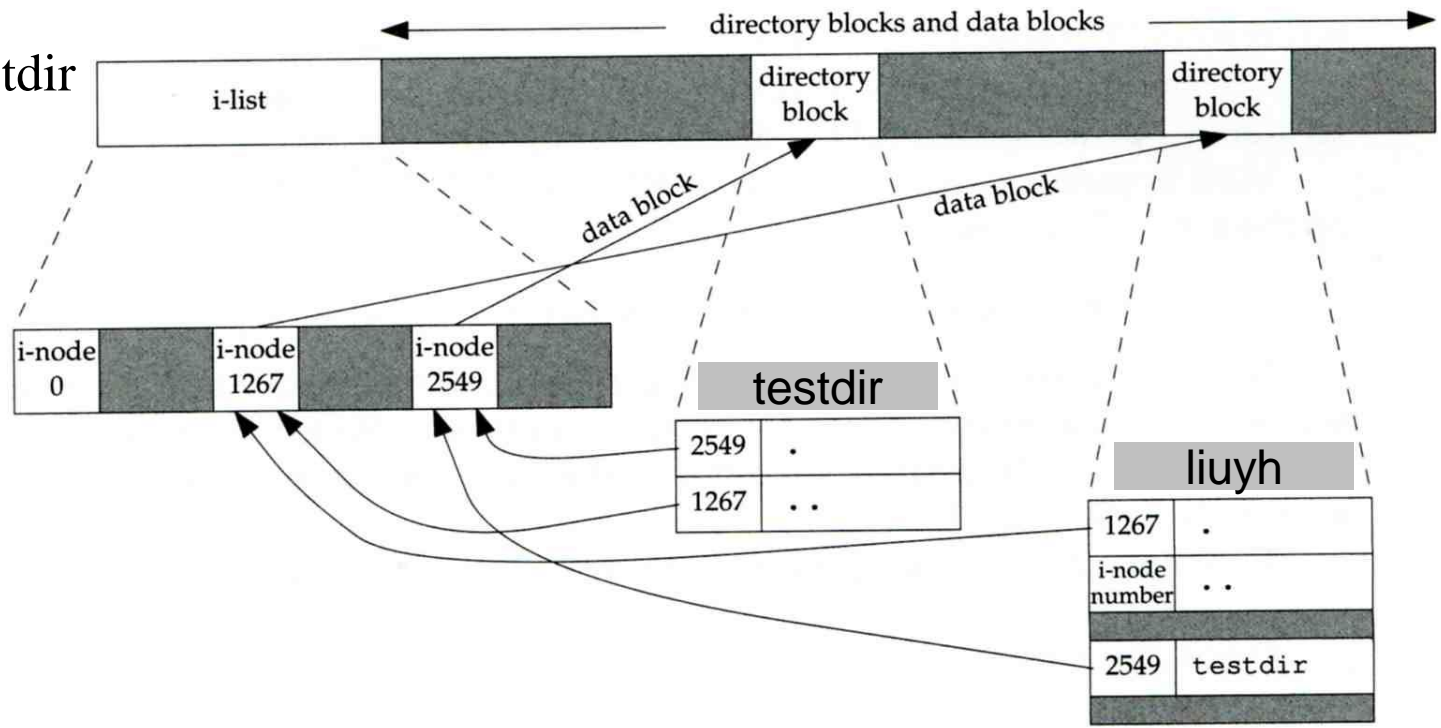 directory blocks and data blocks
tdir
i-list
directory
block
directory
block
data block
data block
i-node
0
i-node
1267
i-node
2549
testdir
2549 .
1267 ..
liuyh
1267 .
i-node
number ..
2549 testdir